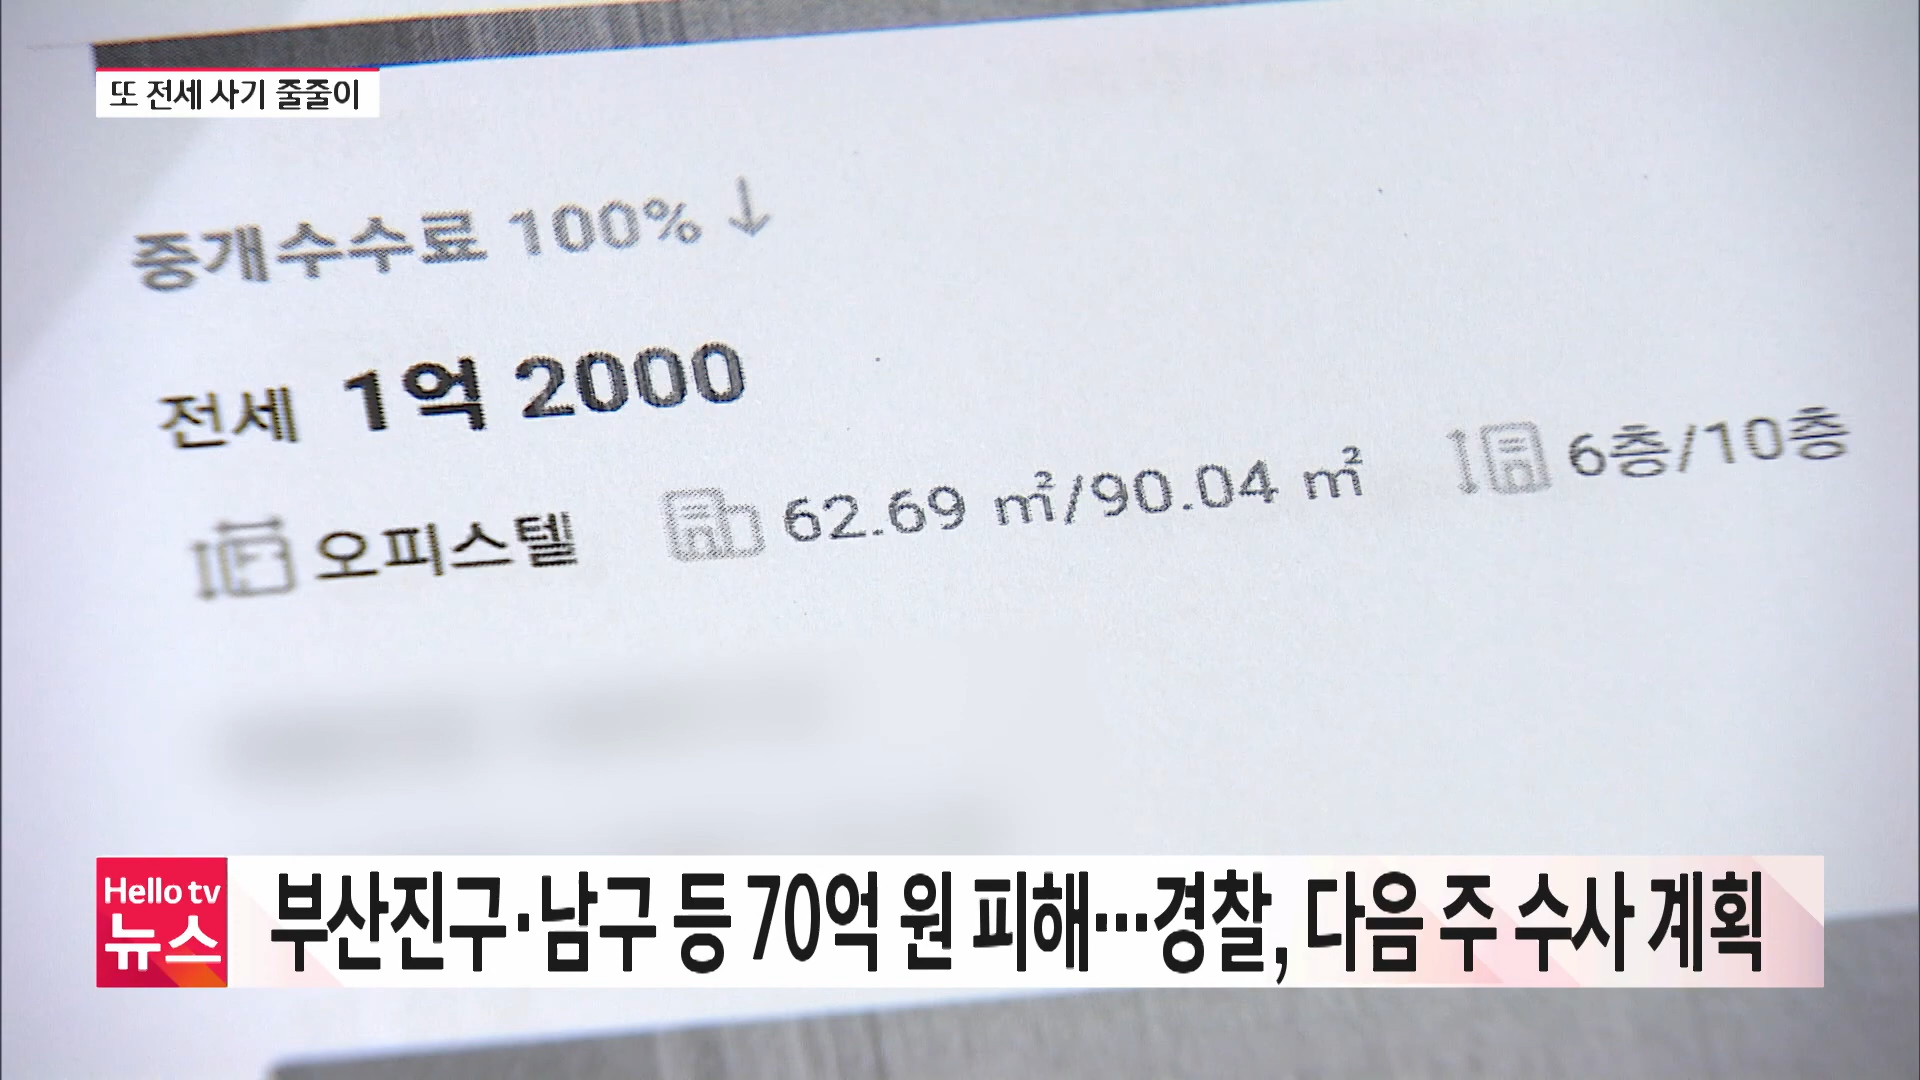 또 전세 사기 줄줄이
중개수수료 100% ↓
전세 1억 2000
오피스텔 62.69 ㎡/90.04 ㎡ 6층/10층
Hello tv
뉴스
부산진구·남구 등 70억 원 피해…경찰, 다음 주 수사 계획